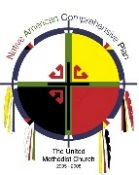 Native American Comprehensive Plan
The United
Methodist Church